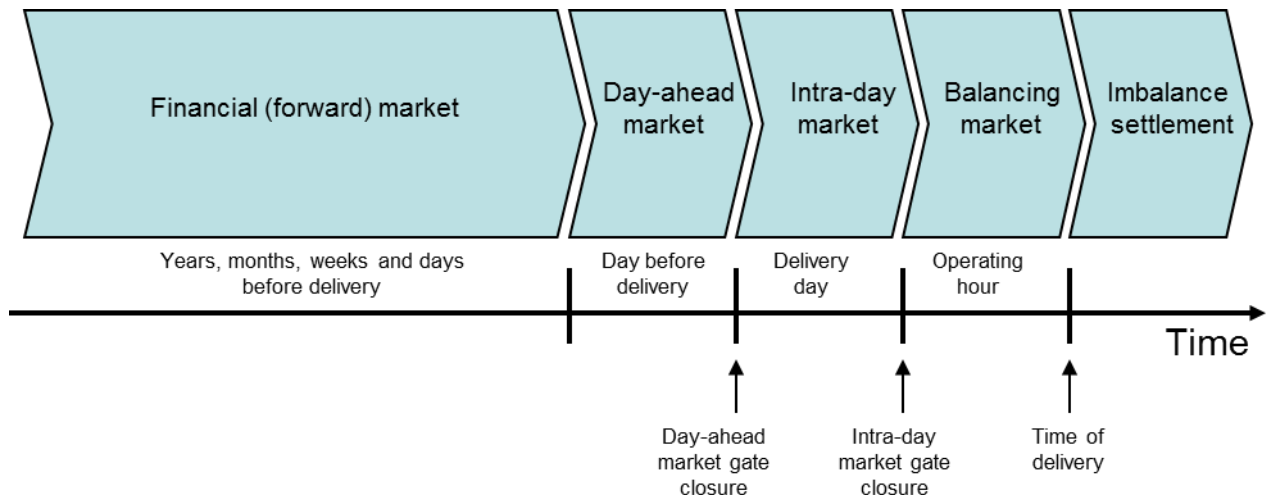 Financial (forward) market
Day-ahead
market
Intra-day
market
Balancing
market
Imbalance
settlement
Years, months, weeks and days
before delivery
Day before
delivery
Delivery
day
Operating
hour
Time
Day-ahead
market gate
closure
Intra-day
market gate
closure
Time of
delivery